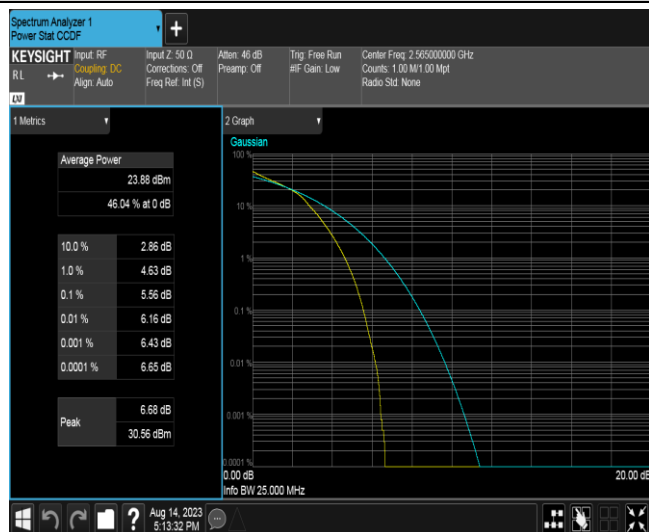 Spectrum Analyzer 1
Power Stat CCDF
+
KEYSIGHT
RL
LXI
Input: RF
Coupling: DC
Align: Auto
Input Z: 50 Ω
Corrections: Off
Freq Ref: Int (S)
Atten: 46 dB
Preamp: Off
Trig: Free Run
#IF Gain: Low
Center Freq: 2.565000000 GHz
Counts: 1.00 M/1.00 Mpt
Radio Std: None
1 Metrics
Average Power
23.88 dBm
46.04 % at 0 dB
10.0 % 2.86 dB
1.0 % 4.63 dB
0.1 % 5.56 dB
0.01 % 6.16 dB
0.001 % 6.43 dB
0.0001 % 6.65 dB
Peak
6.68 dB
30.56 dBm
2 Graph
Gaussian
100 %
10 %
1 %
0.1 %
0.01 %
0.001 %
0.0001 %
0.00 dB 20.00 dB
Info BW 25.000 MHz
?
Aug 14, 2023
5:13:32 PM